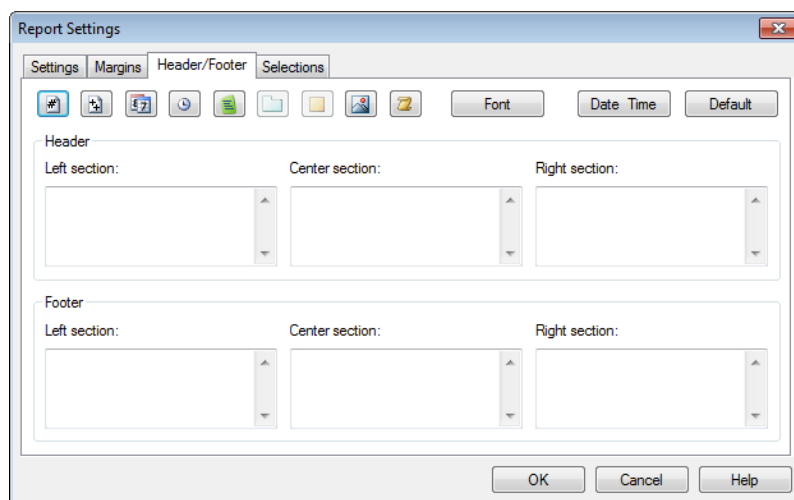 Report Settings
Settings Margins Header/Footer Selections
Font Date Time Default
Header
Left section: Center section: Right section:
Footer
Left section: Center section: Right section:
OK Cancel Help